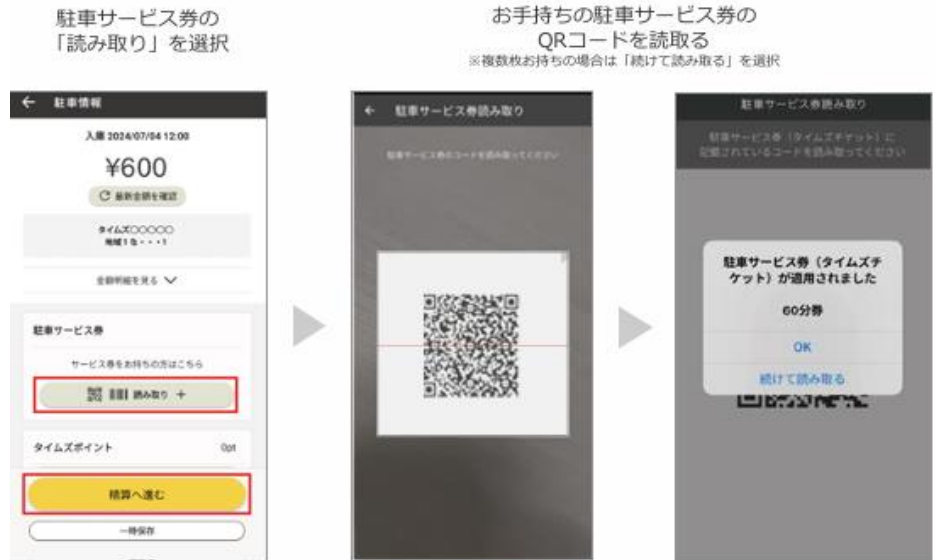 駐車サービス券の
「読み取り」を選択
お手持ちの駐車サービス券の
QRコードを読取る
※複数枚お持ちの場合は「続けて読み取る」を選択
← 駐車情報
入庫 2024/07/04 12:00
¥600
最新金額を確認
タイムズ○○○○○
金額明細を見る
駐車サービス券
サービス券をお持ちの方はこちら
読み取り +
タイムズポイント 0pt
精算へ進む
一時保存
← 駐車サービス券読み取り
駐車サービス券のコードを読み取ってください
駐車サービス券読み取り
駐車サービス券（タイムズチケット）に
記載されているコードを読み取ってください
駐車サービス券（タイムズチ
ケット）が適用されました
60分券
OK
続けて読み取る